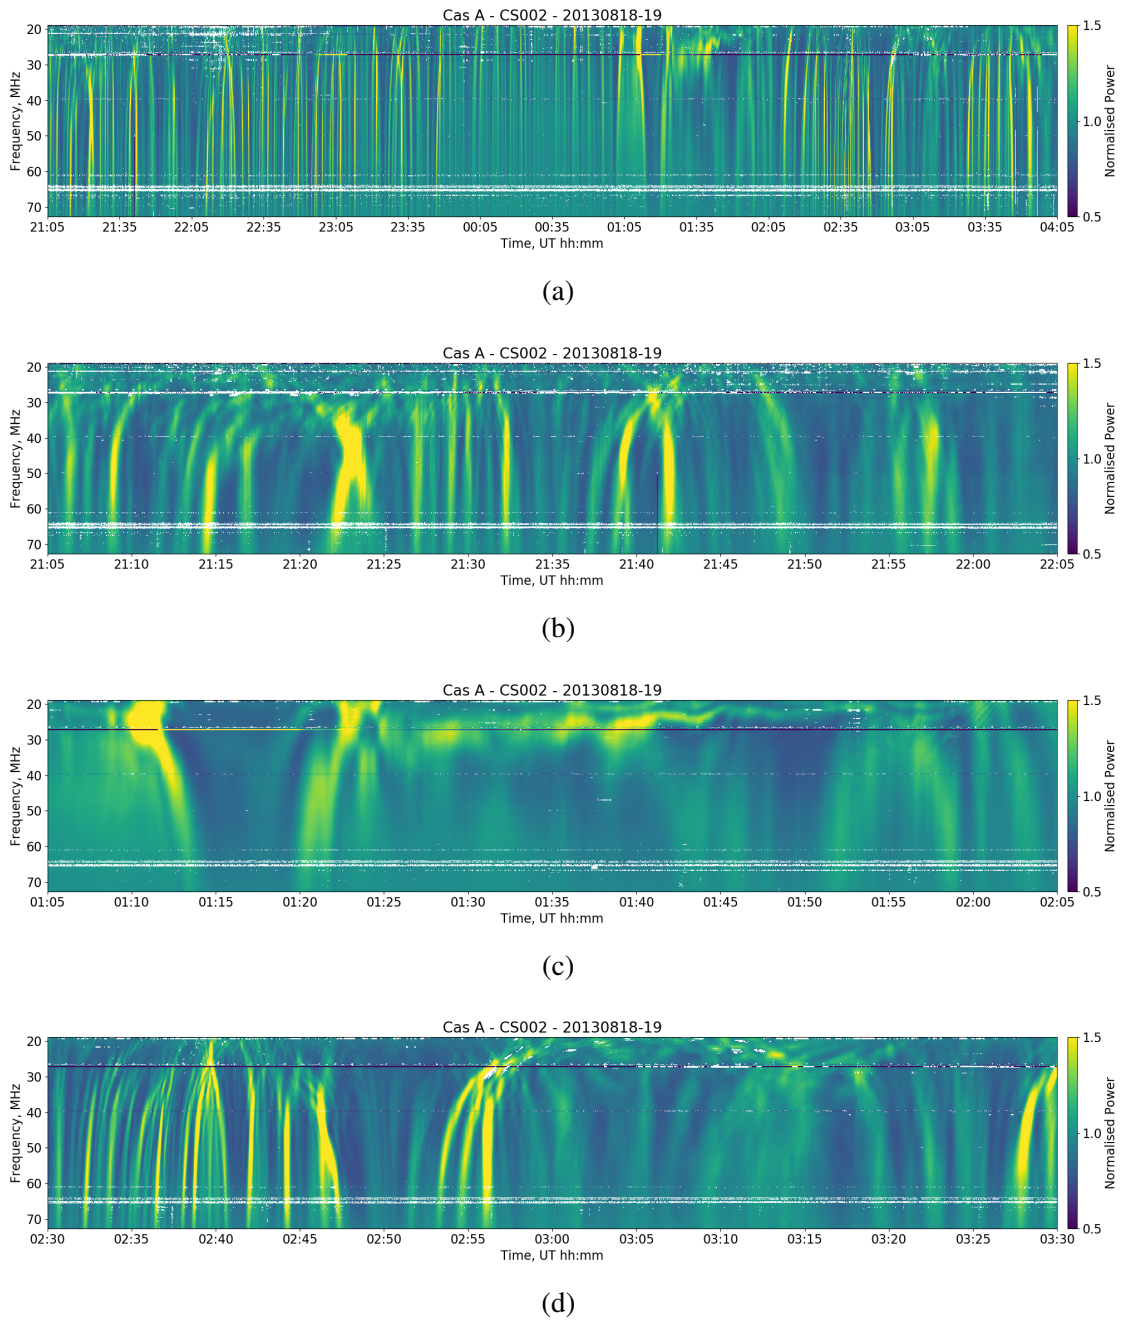 Cas A - CS002 - 20130818-19
20
30
40
50
60
70
Frequency, MHz
21:05 21:35 22:05 22:35 23:05 23:35 00:05 00:35 01:05 01:35 02:05 02:35 03:05 03:35 04:05
Time, UT hh:mm
1.5
1.0
0.5
Normalised Power
(a)
Cas A - CS002 - 20130818-19
20
30
40
50
60
70
Frequency, MHz
21:05 21:10 21:15 21:20 21:25 21:30 21:35 21:40 21:45 21:50 21:55 22:00 22:05
Time, UT hh:mm
1.5
1.0
0.5
Normalised Power
(b)
Cas A - CS002 - 20130818-19
20
30
40
50
60
70
Frequency, MHz
01:05 01:10 01:15 01:20 01:25 01:30 01:35 01:40 01:45 01:50 01:55 02:00 02:05
Time, UT hh:mm
1.5
1.0
0.5
Normalised Power
(c)
Cas A - CS002 - 20130818-19
20
30
40
50
60
70
Frequency, MHz
02:30 02:35 02:40 02:45 02:50 02:55 03:00 03:05 03:10 03:15 03:20 03:25 03:30
Time, UT hh:mm
1.5
1.0
0.5
Normalised Power
(d)